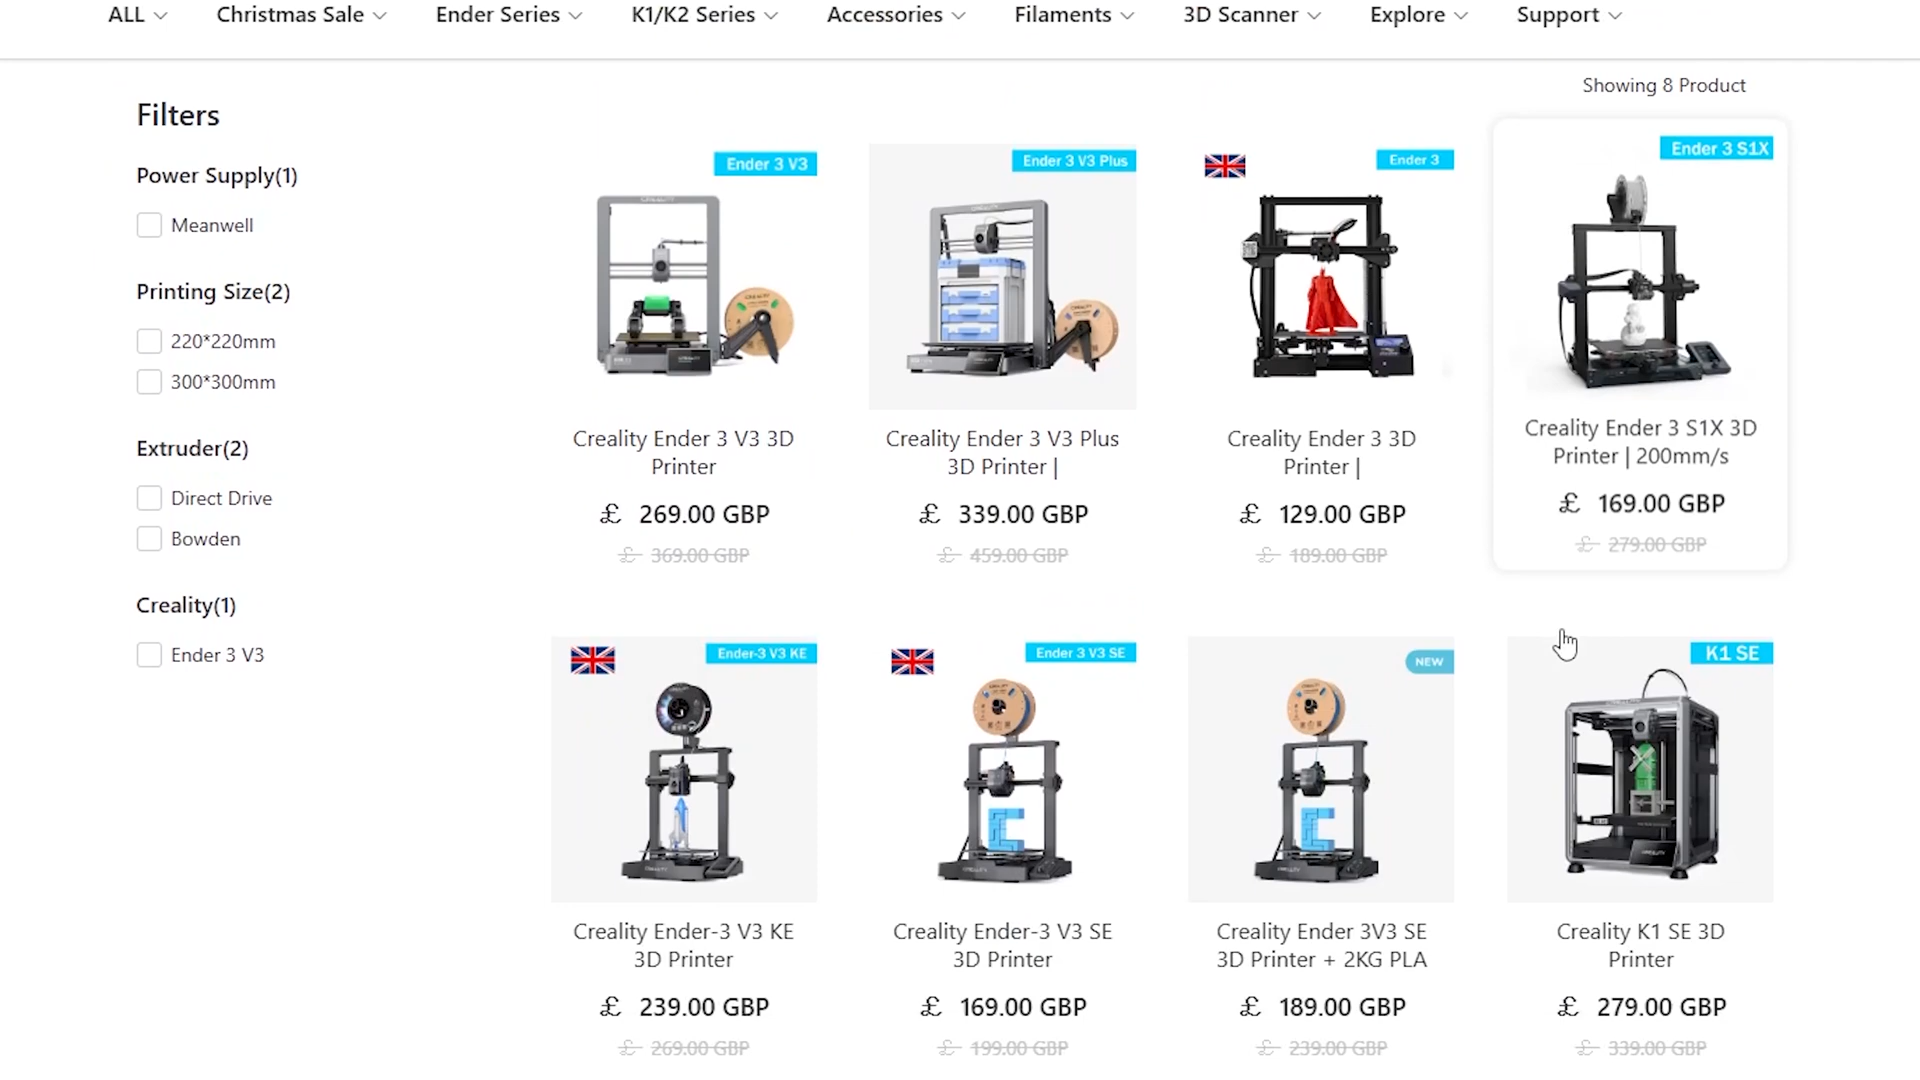 ALL
Christmas Sale
Ender Series
K1/K2 Series
Accessories
Filaments
3D Scanner
Explore
Support
Showing 8 Product
Filters
Power Supply(1)
Meanwell
Printing Size(2)
220*220mm
300*300mm
Extruder(2)
Direct Drive
Bowden
Creality(1)
Ender 3 V3
Ender 3 V3
Creality Ender 3 V3 3D
Printer
£ 269.00 GBP
£ 369.00 GBP
Ender 3 V3 Plus
Creality Ender 3 V3 Plus
3D Printer |
£ 339.00 GBP
£ 459.00 GBP
Ender 3
Creality Ender 3 3D
Printer |
£ 129.00 GBP
£ 189.00 GBP
Ender 3 S1X
Creality Ender 3 S1X 3D
Printer | 200mm/s
£ 169.00 GBP
£ 279.00 GBP
Ender-3 V3 KE
Creality Ender-3 V3 KE
3D Printer
£ 239.00 GBP
£ 269.00 GBP
Ender 3 V3 SE
Creality Ender-3 V3 SE
3D Printer
£ 169.00 GBP
£ 199.00 GBP
NEW
Creality Ender 3V3 SE
3D Printer + 2KG PLA
£ 189.00 GBP
£ 239.00 GBP
K1 SE
Creality K1 SE 3D
Printer
£ 279.00 GBP
£ 339.00 GBP